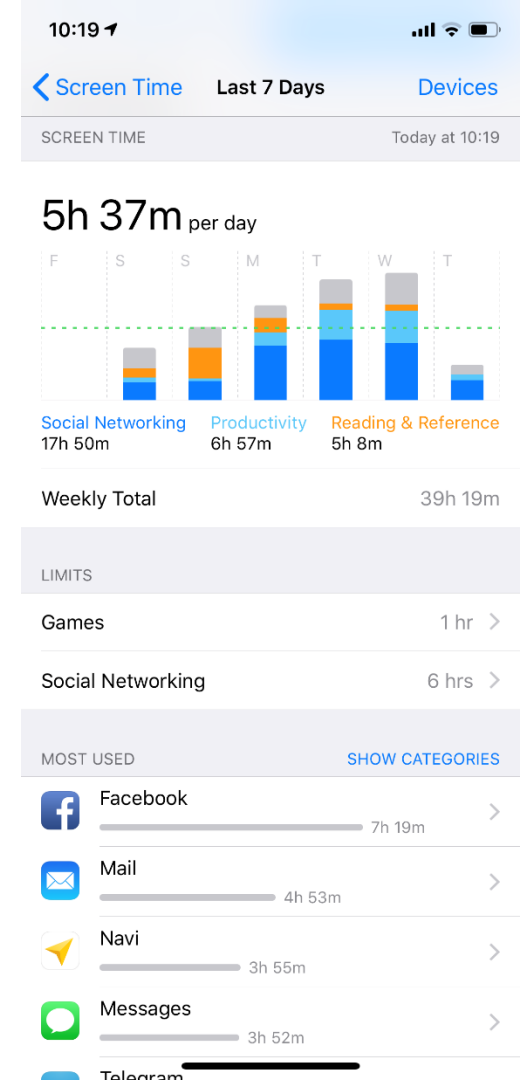 10:19
Screen Time Last 7 Days Devices
SCREEN TIME Today at 10:19
5h 37m per day
F S S M T W T
Social Networking Productivity Reading & Reference
17h 50m 6h 57m 5h 8m
Weekly Total 39h 19m
LIMITS
Games 1 hr
Social Networking 6 hrs
MOST USED SHOW CATEGORIES
Facebook
7h 19m
Mail
4h 53m
Navi
3h 55m
Messages
3h 52m
Telegram